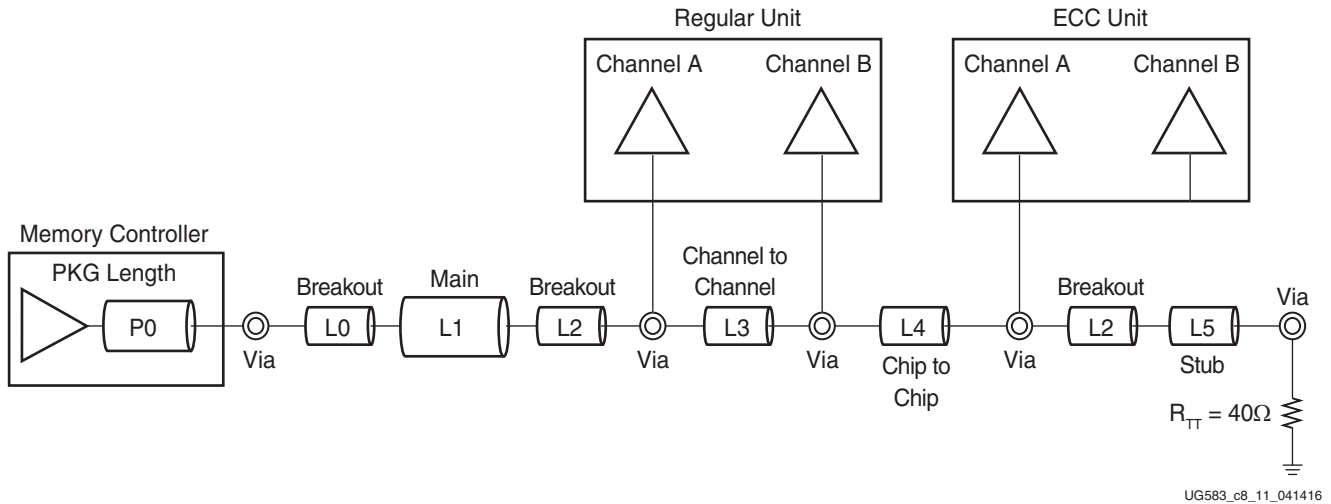 Regular Unit
ECC Unit
Channel A
Channel B
Channel A
Channel B
Memory Controller
PKG Length
P0
Via
Breakout
L0
Main
L1
Breakout
L2
Via
Channel to
Channel
L3
Via
L4
Chip to
Chip
Via
Breakout
L2
L5
Stub
Via
RTT = 40Ω
UG583_c8_11_041416